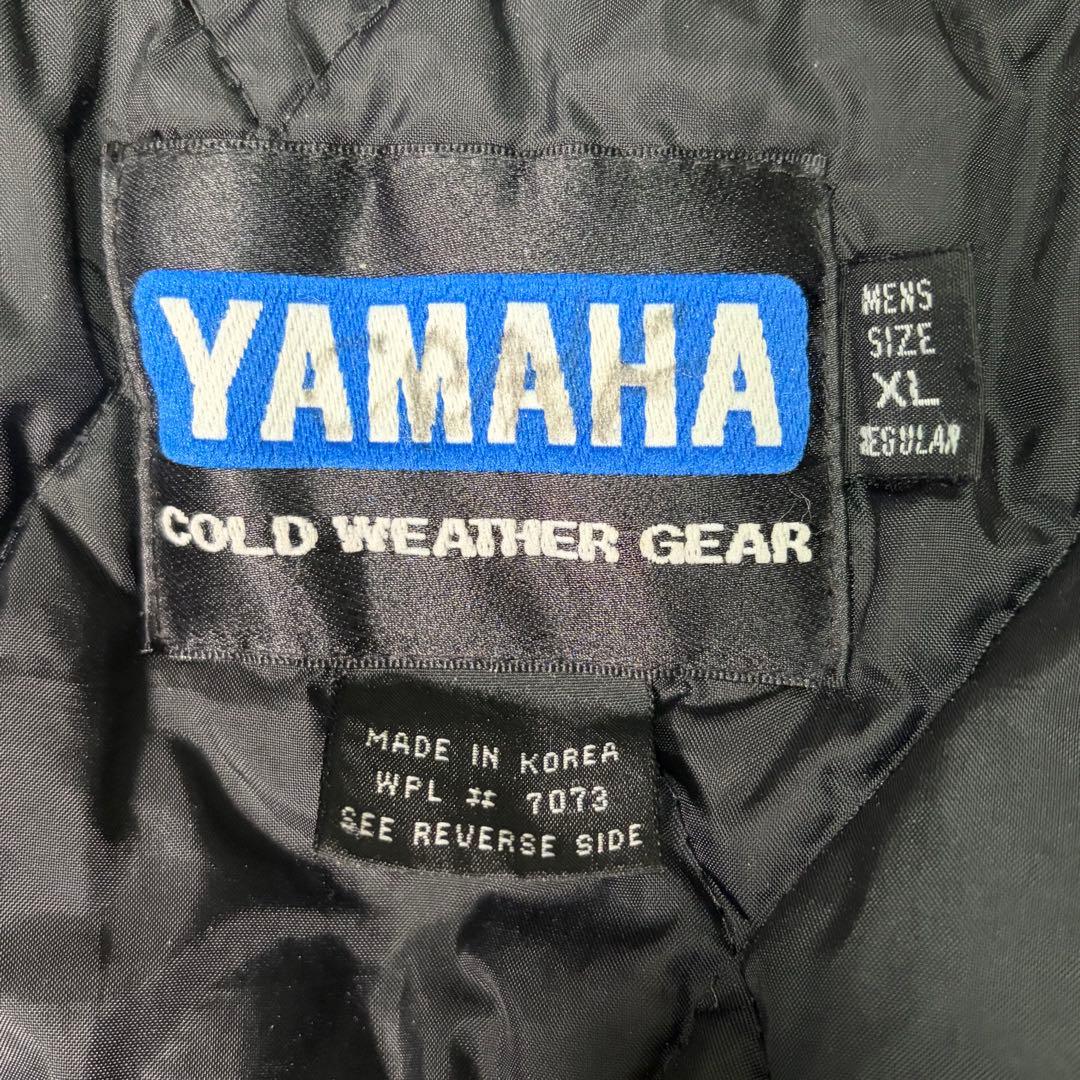 YAMAHA
COLD WEATHER GEAR
MENS
SIZE
XL
REGULAR
MADE IN KOREA
WPL # 7073
SEE REVERSE SIDE